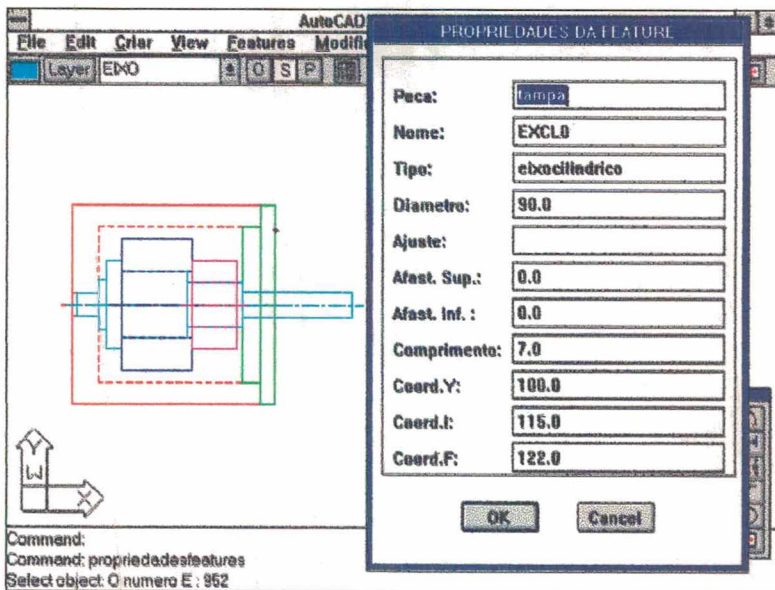 AutoCAD
File Edit Criar View Features Modifi
Layer EIXO O S P
PROPRIEDADES DA FEATURE
Peca: tampa
Nome: EXCL0
Tipo: eixocilindrico
Diametro: 90.0
Ajuste:
Afast. Sup.: 0.0
Afast. Inf. : 0.0
Comprimento: 7.0
Coord.Y: 100.0
Coord.I: 115.0
Coord.F: 122.0
OK Cancel
Y
W
X
Command:
Command: propriedadesfeatures
Select object: O numero E : 952